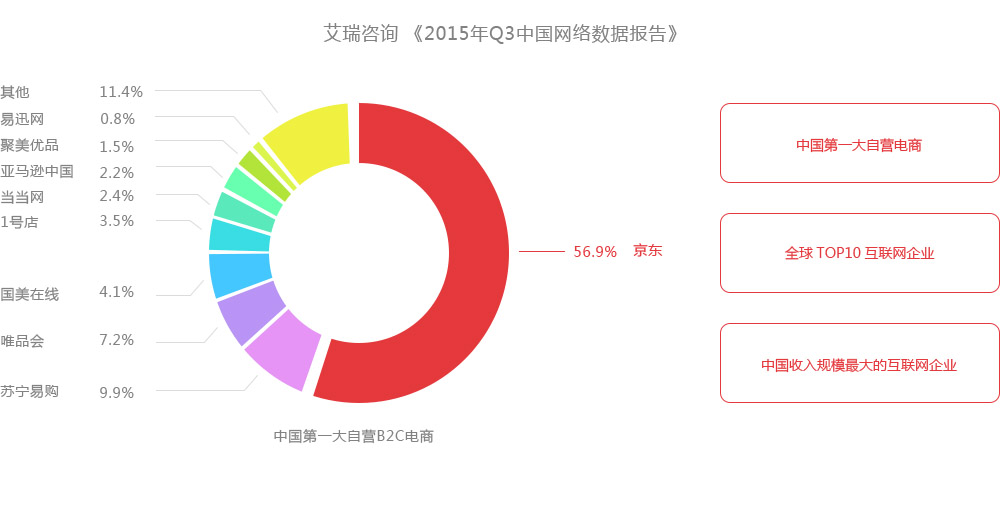 艾瑞咨询 《2015年Q3中国网络数据报告》
其他 11.4%
易迅网 0.8%
聚美优品 1.5%
亚马逊中国 2.2%
当当网 2.4%
1号店 3.5%
国美在线 4.1%
唯品会 7.2%
苏宁易购 9.9%
56.9% 京东
中国第一大自营B2C电商
中国第一大自营电商
全球 TOP10 互联网企业
中国收入规模最大的互联网企业